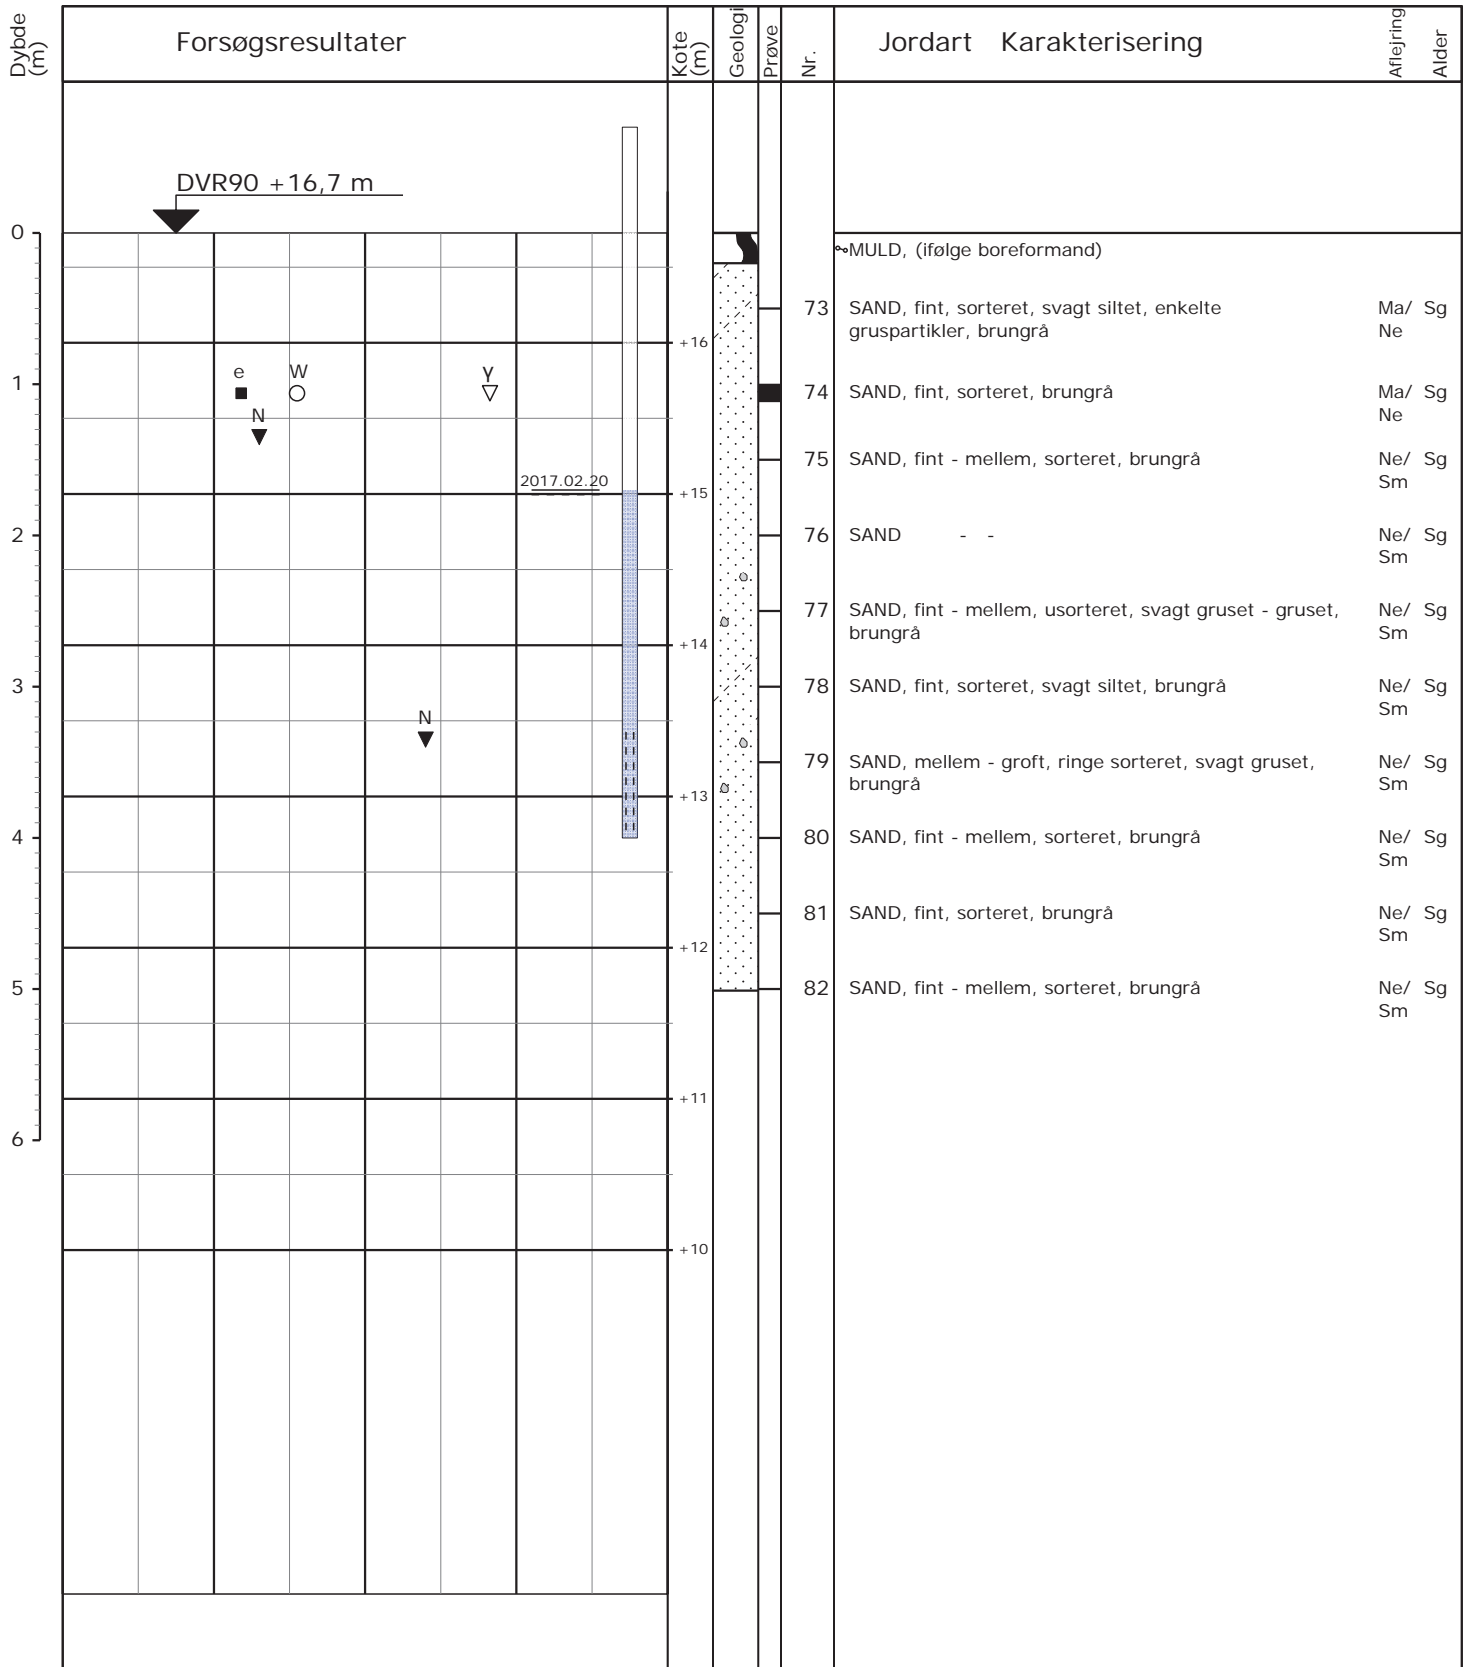 Dybde (m)
Forsøgsresultater
Kote (m)
Geologi
Prøve
Nr.
Jordart Karakterisering
Aflejring
Alder
DVR90 +16,7 m
0
MULD, (ifølge boreformand)
73 SAND, fint, sorteret, svagt siltet, enkelte Ma/ Sg
gruspartikler, brungrå Ne
+16
e W γ
1
74 SAND, fint, sorteret, brungrå Ma/ Sg
Ne
N
75 SAND, fint - mellem, sorteret, brungrå Ne/ Sg
Sm
2017.02.20
+15
2
76 SAND - - Ne/ Sg
Sm
77 SAND, fint - mellem, usorteret, svagt gruset - gruset, Ne/ Sg
brungrå Sm
+14
3
78 SAND, fint, sorteret, svagt siltet, brungrå Ne/ Sg
Sm
N
79 SAND, mellem - groft, ringe sorteret, svagt gruset, Ne/ Sg
brungrå Sm
+13
4
80 SAND, fint - mellem, sorteret, brungrå Ne/ Sg
Sm
81 SAND, fint, sorteret, brungrå Ne/ Sg
Sm
+12
5
82 SAND, fint - mellem, sorteret, brungrå Ne/ Sg
Sm
+11
6
+10